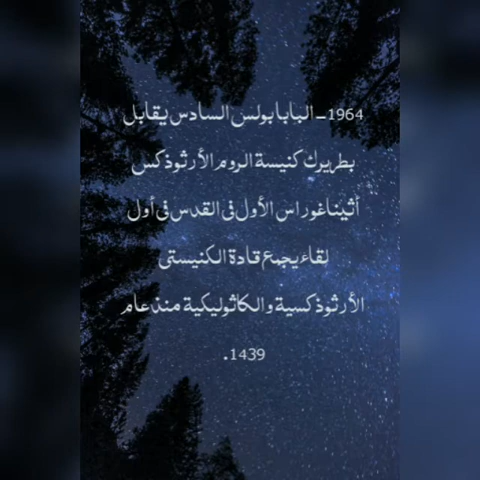 1964 – البابا بولس السادس يقابل
بطريرك كنيسة الروم الأرثوذكس
أثيناغوراس الأول في القدس في أول
لقاء يجمع قادة الكنيستي
الأرثوذكسية والكاثوليكية منذ عام
1439.